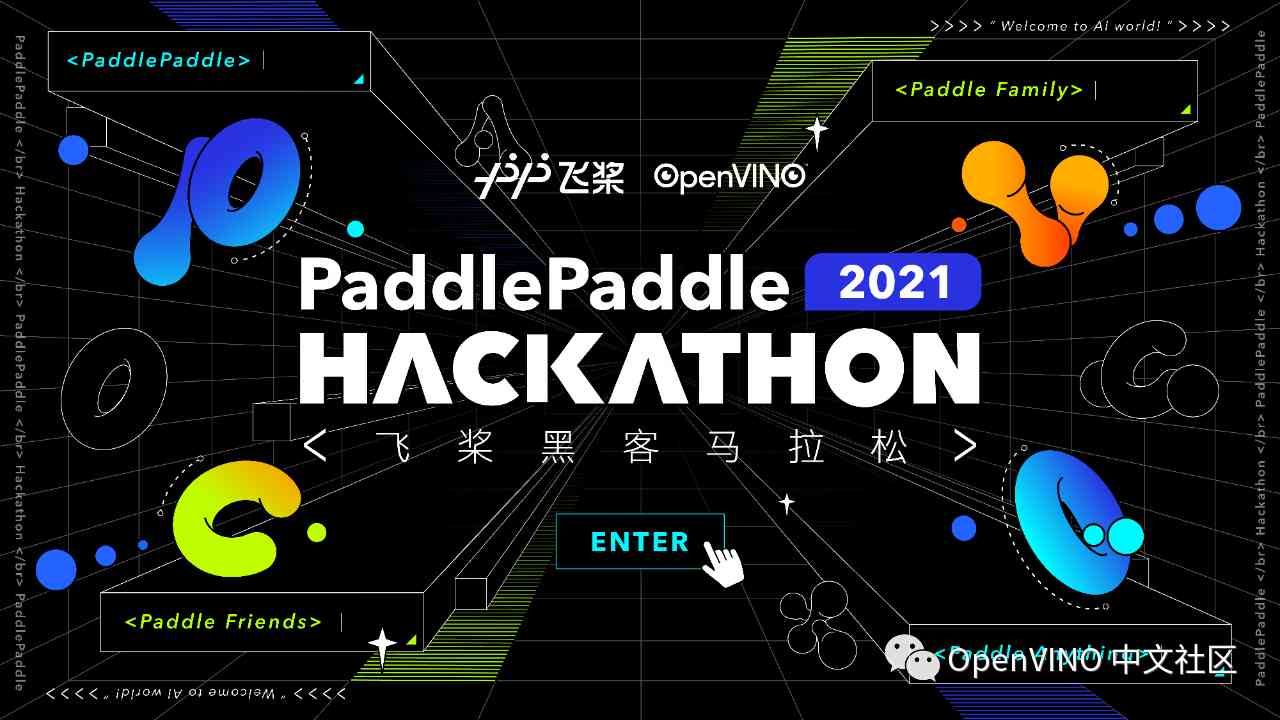 >>>> " Welcome to Ai world! " >>>>
<PaddlePaddle>
<Paddle Family>
飞桨 OpenVINO
PaddlePaddle 2021
HACKATHON
< 飞桨黑客马拉松 >
ENTER
<Paddle Friends>
<Paddle Anything>
OpenVINO 中文社区
>>>> " Welcome to Ai world! " >>>>
PaddlePaddle </br> Hackathon </br> PaddlePaddle </br> Hackathon </br> PaddlePaddle
PaddlePaddle </br> Hackathon </br> PaddlePaddle </br> Hackathon </br> PaddlePaddle